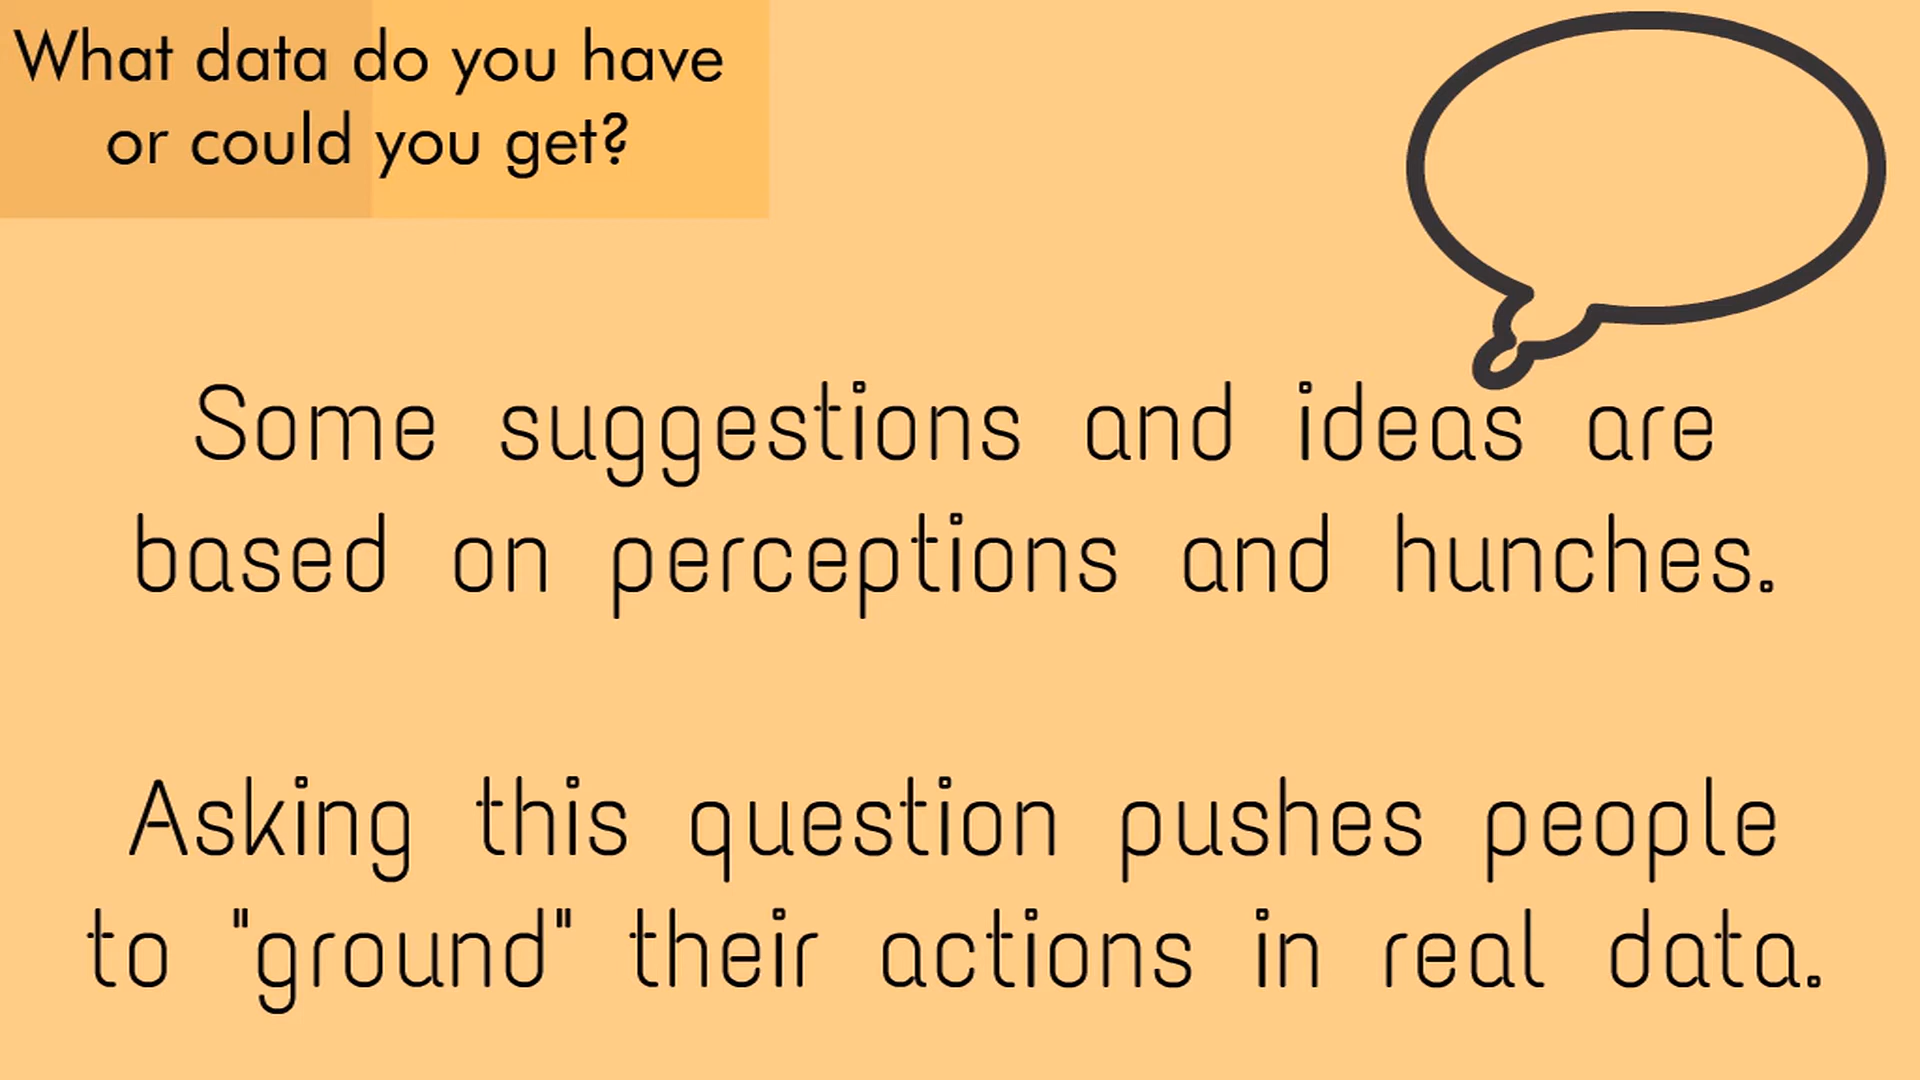 What data do you have
or could you get?
Some suggestions and ideas are
based on perceptions and hunches.
Asking this question pushes people
to "ground" their actions in real data.